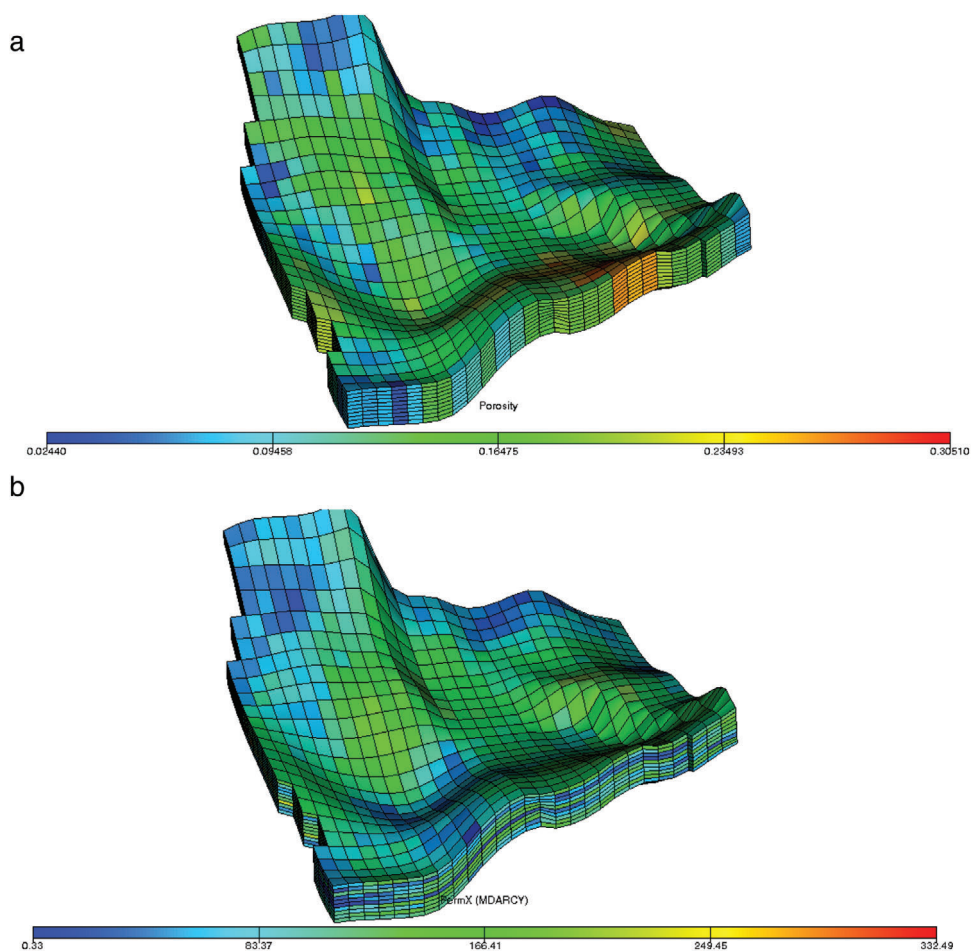 a
Porosity
0.02440 0.09458 0.16475 0.23493 0.30510
b
PermX (MDARCY)
0.33 83.37 166.41 249.45 332.49